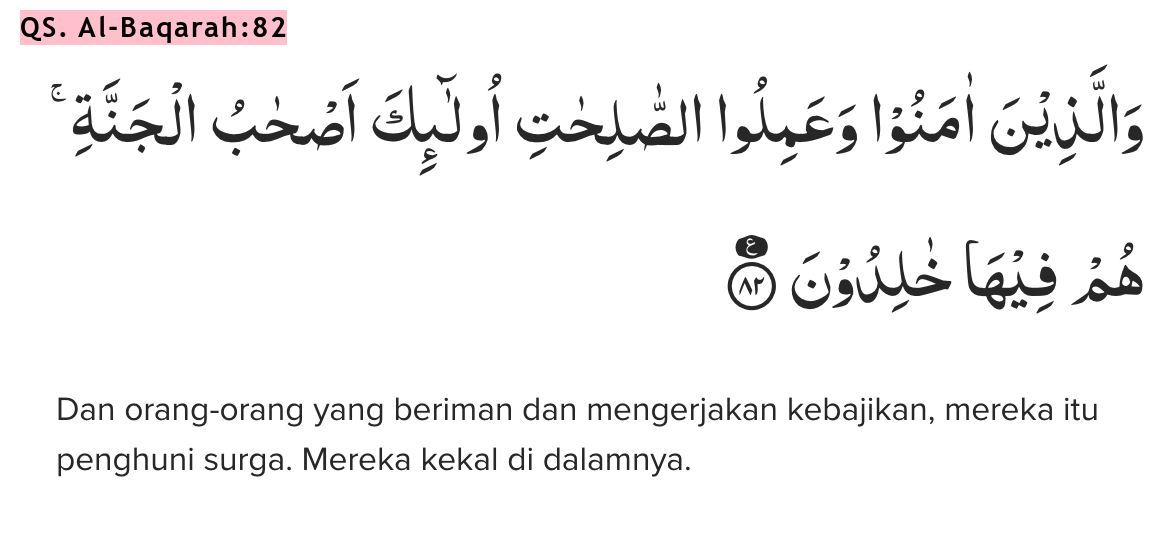 QS. Al-Baqarah:82
وَالَّذِيْنَ اٰمَنُوْا وَعَمِلُوا الصّٰلِحٰتِ اُولٰۤىِٕكَ اَصْحٰبُ الْجَنَّةِ ۚ
هُمْ فِيْهَا خٰلِدُوْنَ ࣖ ٨٢
Dan orang-orang yang beriman dan mengerjakan kebajikan, mereka itu
penghuni surga. Mereka kekal di dalamnya.